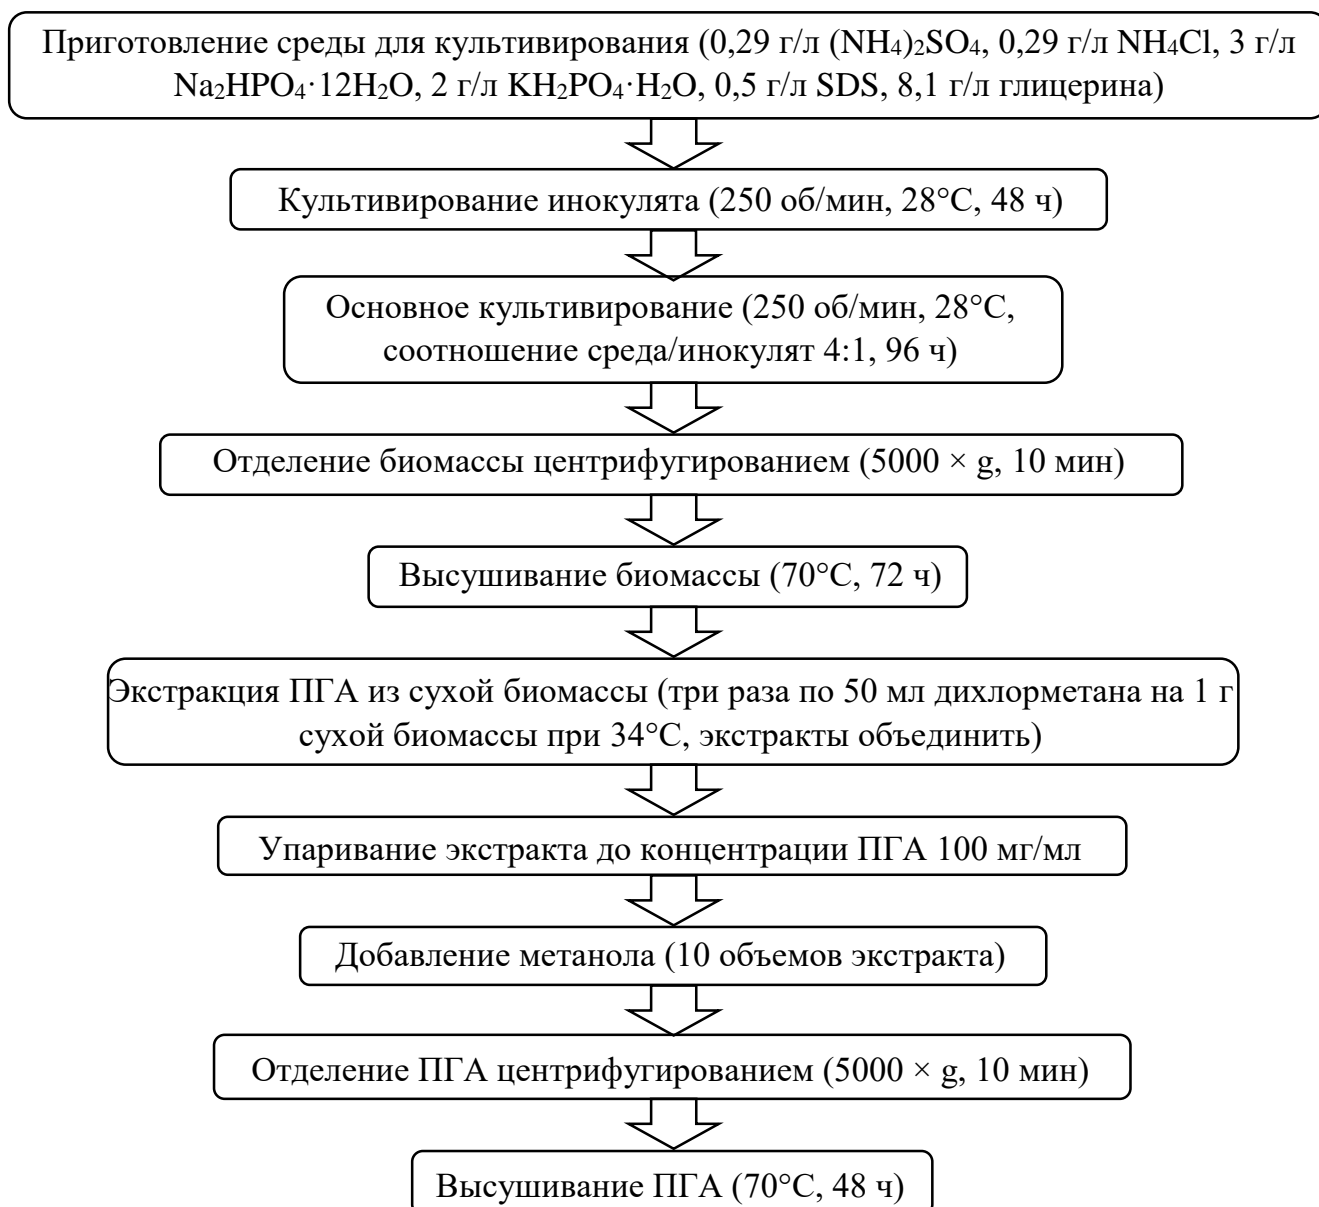 Приготовление среды для культивирования (0,29 г/л (NH₄)₂SO₄, 0,29 г/л NH₄Cl, 3 г/л
Na₂HPO₄·12H₂O, 2 г/л KH₂PO₄·H₂O, 0,5 г/л SDS, 8,1 г/л глицерина)
Культивирование инокулята (250 об/мин, 28°C, 48 ч)
Основное культивирование (250 об/мин, 28°C,
соотношение среда/инокулят 4:1, 96 ч)
Отделение биомассы центрифугированием (5000 × g, 10 мин)
Высушивание биомассы (70°C, 72 ч)
Экстракция ПГА из сухой биомассы (три раза по 50 мл дихлорметана на 1 г
сухой биомассы при 34°C, экстракты объединить)
Упаривание экстракта до концентрации ПГА 100 мг/мл
Добавление метанола (10 объемов экстракта)
Отделение ПГА центрифугированием (5000 × g, 10 мин)
Высушивание ПГА (70°C, 48 ч)